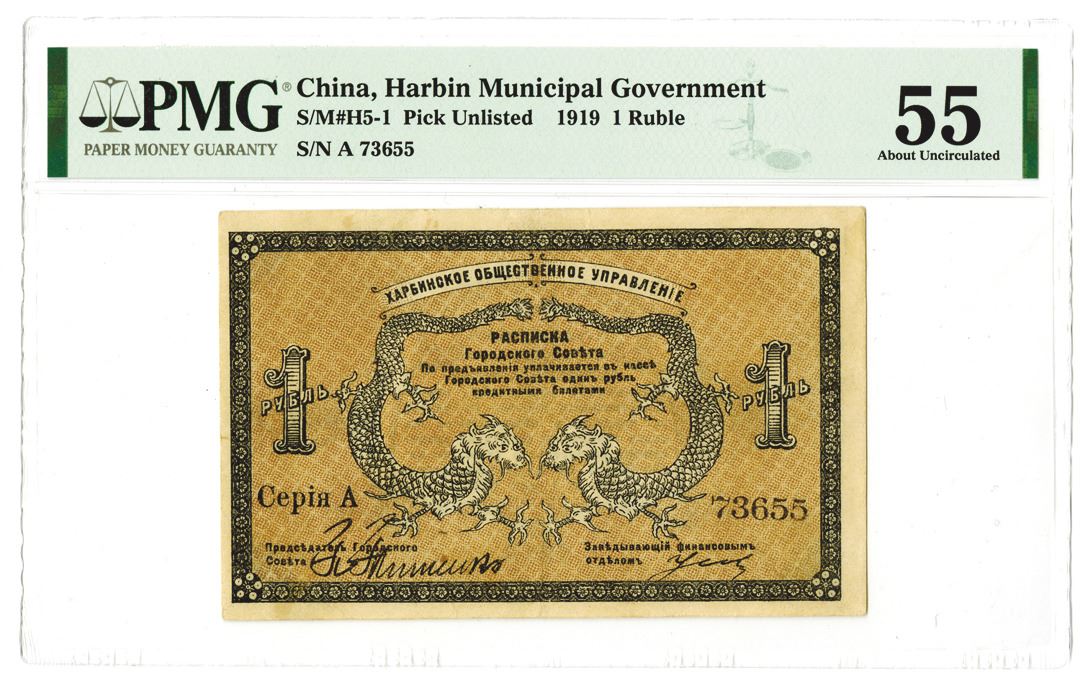 PMG®
PAPER MONEY GUARANTY
China, Harbin Municipal Government
S/M#H5-1 Pick Unlisted 1919 1 Ruble
S/N A 73655
55
About Uncirculated
ХАРБИНСКОЕ ОБЩЕСТВЕННОЕ УПРАВЛЕНІЕ
РАСПИСКА
Городского Совѣта
По предъявленіи уплачивается въ кассѣ
Городского Совѣта одинъ рубль
кредитными билетами
1
РУБЛЬ
1
РУБЛЬ
Серія А
73655
Предсѣдатель Городского
Совѣта
Завѣдывающій финансовымъ
отдѣломъ